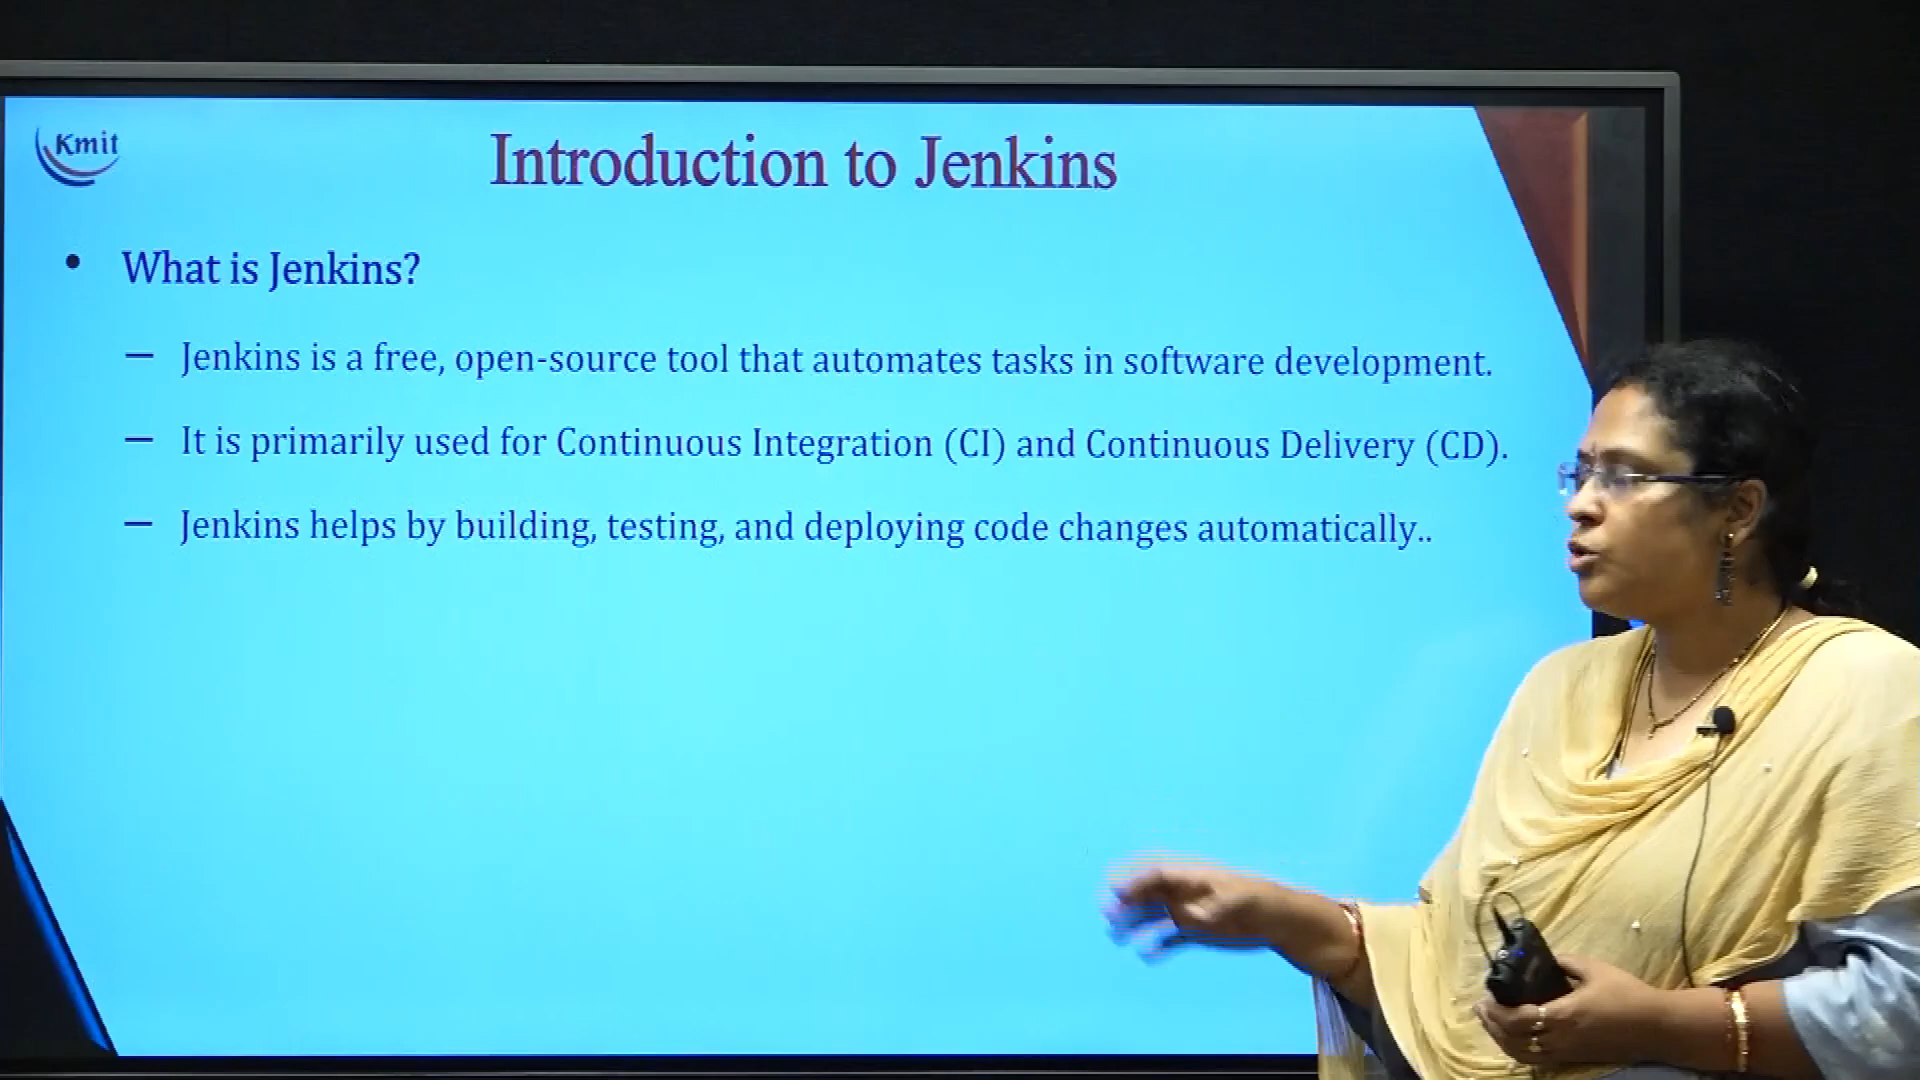 Kmit
Introduction to Jenkins
• What is Jenkins?
– Jenkins is a free, open-source tool that automates tasks in software development.
– It is primarily used for Continuous Integration (CI) and Continuous Delivery (CD).
– Jenkins helps by building, testing, and deploying code changes automatically..